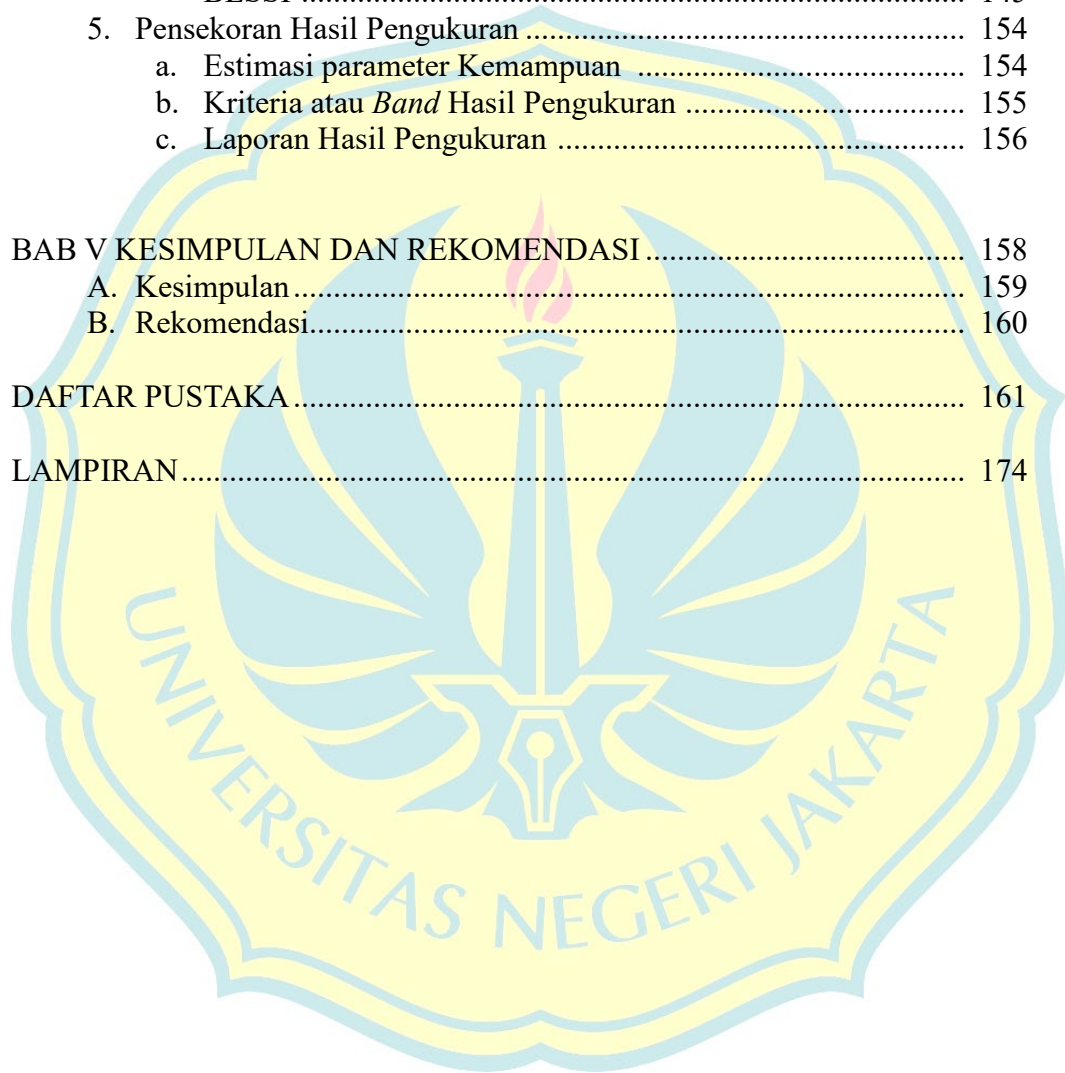 5. Pensekoran Hasil Pengukuran ....................................................... 154
a. Estimasi parameter Kemampuan ......................................... 154
b. Kriteria atau Band Hasil Pengukuran ................................... 155
c. Laporan Hasil Pengukuran ................................................... 156
BAB V KESIMPULAN DAN REKOMENDASI ........................................ 158
A. Kesimpulan .................................................................................... 159
B. Rekomendasi.................................................................................. 160
DAFTAR PUSTAKA .................................................................................... 161
LAMPIRAN .................................................................................................. 174
UNIVERSITAS NEGERI JAKARTA